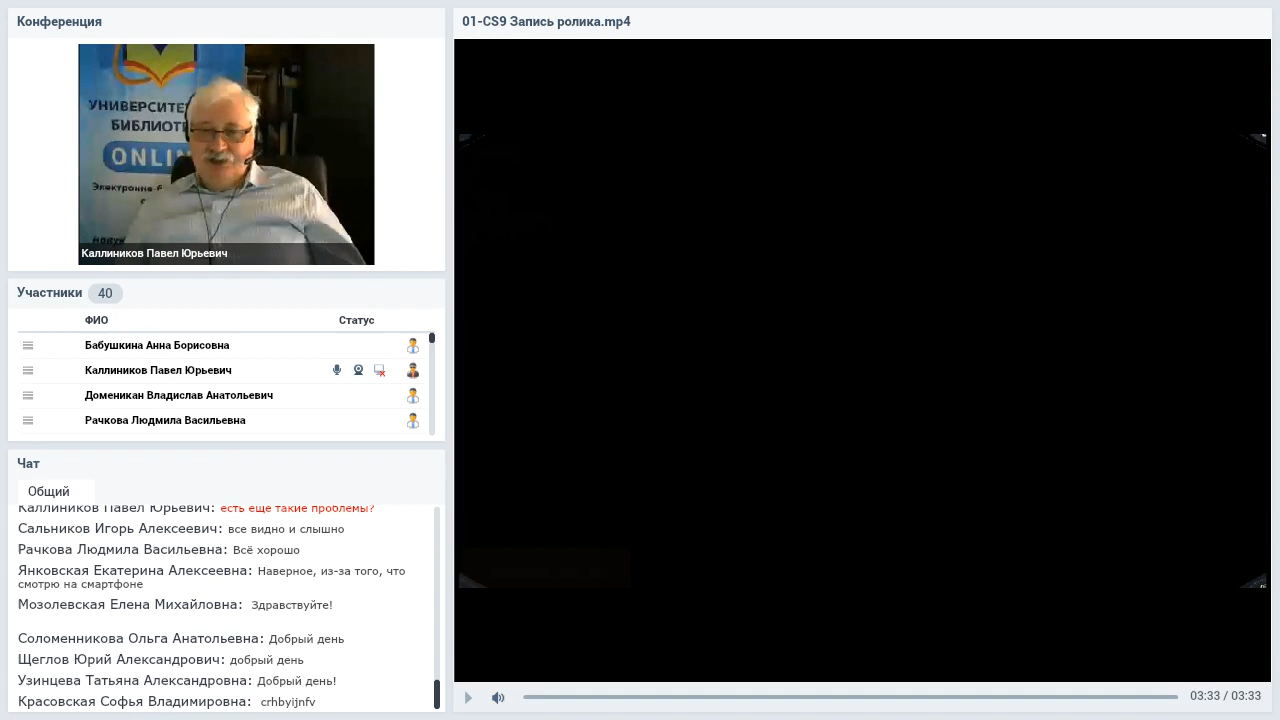 Конференция
УНИВЕРСИТЕ
БИБЛИОТ
ONLIN
Каллиников Павел Юрьевич
Участники 40
ФИО Статус
Бабушкина Анна Борисовна
Каллиников Павел Юрьевич
Доменикан Владислав Анатольевич
Рачкова Людмила Васильевна
Чат
Общий
Каллиников Павел Юрьевич: есть еще такие проблемы?
Сальников Игорь Алексеевич: все видно и слышно
Рачкова Людмила Васильевна: Всё хорошо
Янковская Екатерина Алексеевна: Наверное, из-за того, что
смотрю на смартфоне
Мозолевская Елена Михайловна: Здравствуйте!
Соломенникова Ольга Анатольевна: Добрый день
Щеглов Юрий Александрович: добрый день
Узинцева Татьяна Александровна: Добрый день!
Красовская Софья Владимировна: crhbyijnfv
01-CS9 Запись ролика.mp4
03:33 / 03:33